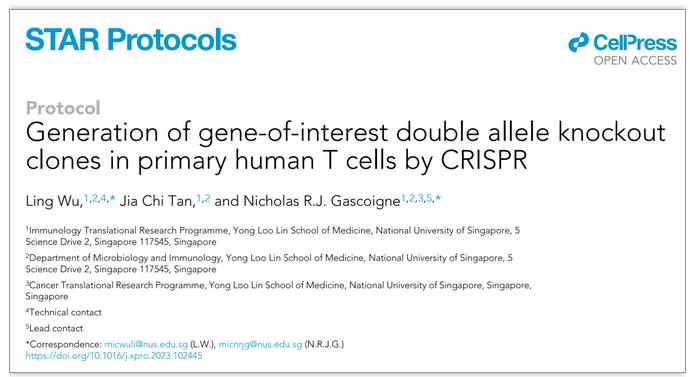 STAR Protocols
CellPress
OPEN ACCESS
Protocol
Generation of gene-of-interest double allele knockout
clones in primary human T cells by CRISPR
Ling Wu,1,2,4,* Jia Chi Tan,1,2 and Nicholas R.J. Gascoigne1,2,3,5,*
1Immunology Translational Research Programme, Yong Loo Lin School of Medicine, National University of Singapore, 5
Science Drive 2, Singapore 117545, Singapore
2Department of Microbiology and Immunology, Yong Loo Lin School of Medicine, National University of Singapore, 5
Science Drive 2, Singapore 117545, Singapore
3Cancer Translational Research Programme, Yong Loo Lin School of Medicine, National University of Singapore, Singapore,
Singapore
4Technical contact
5Lead contact
*Correspondence: micwuli@nus.edu.sg (L.W.), micnrjg@nus.edu.sg (N.R.J.G.)
https://doi.org/10.1016/j.xpro.2023.102445